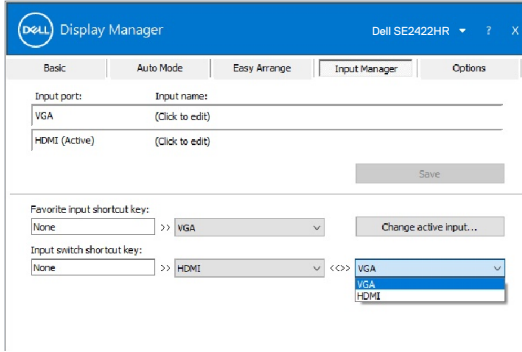 DELL Display Manager Dell SE2422HR ? X
Basic Auto Mode Easy Arrange Input Manager Options
Input port: Input name:
VGA (Click to edit)
HDMI (Active) (Click to edit)
Save
Favorite input shortcut key:
None >> VGA Change active input...
Input switch shortcut key:
None >> HDMI <<>> VGA
VGA
HDMI